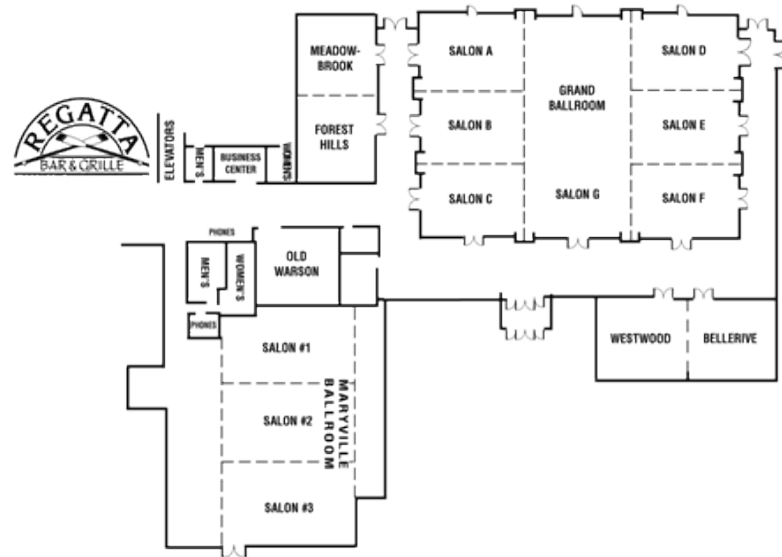 MEADOW-
BROOK
FOREST
HILLS
SALON A
SALON B
SALON C
GRAND
BALLROOM
SALON G
SALON D
SALON E
SALON F
REGATTA
BAR & GRILLE
ELEVATORS
MEN'S
BUSINESS
CENTER
WOMEN'S
PHONES
MEN'S
WOMEN'S
OLD
WARSON
PHONES
SALON #1
SALON #2
SALON #3
MARYVILLE
BALLROOM
WESTWOOD
BELLERIVE